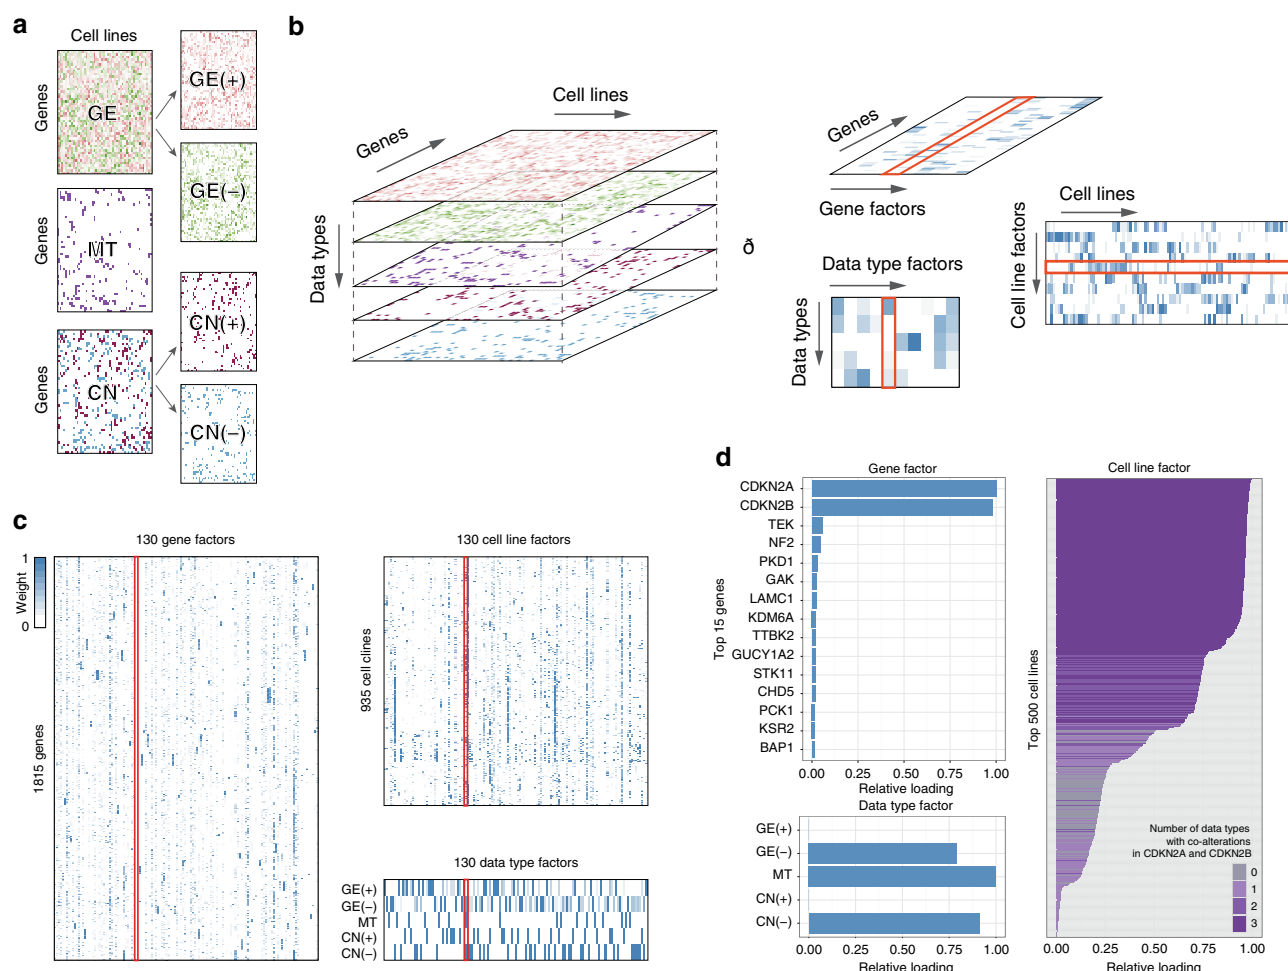 a
Cell lines
Genes
GE
GE(+)
GE(−)
Genes
MT
Genes
CN
CN(+)
CN(−)
b
Cell lines
Genes
Data types
ð
Genes
Gene factors
Data type factors
Data types
Cell lines
Cell line factors
c
130 gene factors
1
Weight
0
1815 genes
130 cell line factors
935 cell clines
130 data type factors
GE(+)
GE(−)
MT
CN(+)
CN(−)
d
Gene factor
Top 15 genes
CDKN2A
CDKN2B
TEK
NF2
PKD1
GAK
LAMC1
KDM6A
TTBK2
GUCY1A2
STK11
CHD5
PCK1
KSR2
BAP1
0.00 0.25 0.50 0.75 1.00
Relative loading
Data type factor
GE(+)
GE(−)
MT
CN(+)
CN(−)
0.00 0.25 0.50 0.75 1.00
Relative loading
Cell line factor
Top 500 cell lines
Number of data types
with co-alterations
in CDKN2A and CDKN2B
0
1
2
3
0.00 0.25 0.50 0.75 1.00
Relative loading